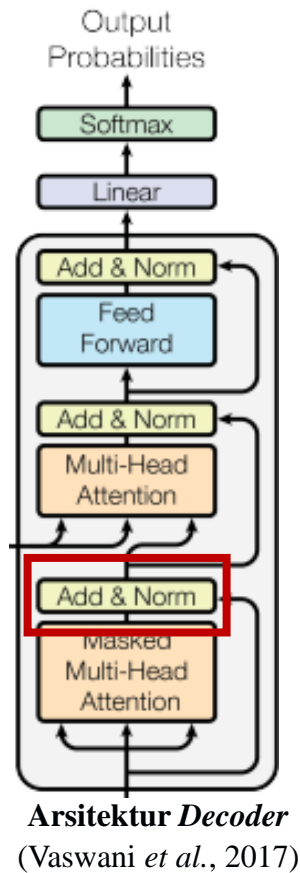 Output
Probabilities
Softmax
Linear
Add & Norm
Feed
Forward
Add & Norm
Multi-Head
Attention
Add & Norm
Masked
Multi-Head
Attention
Arsitektur Decoder
(Vaswani et al., 2017)